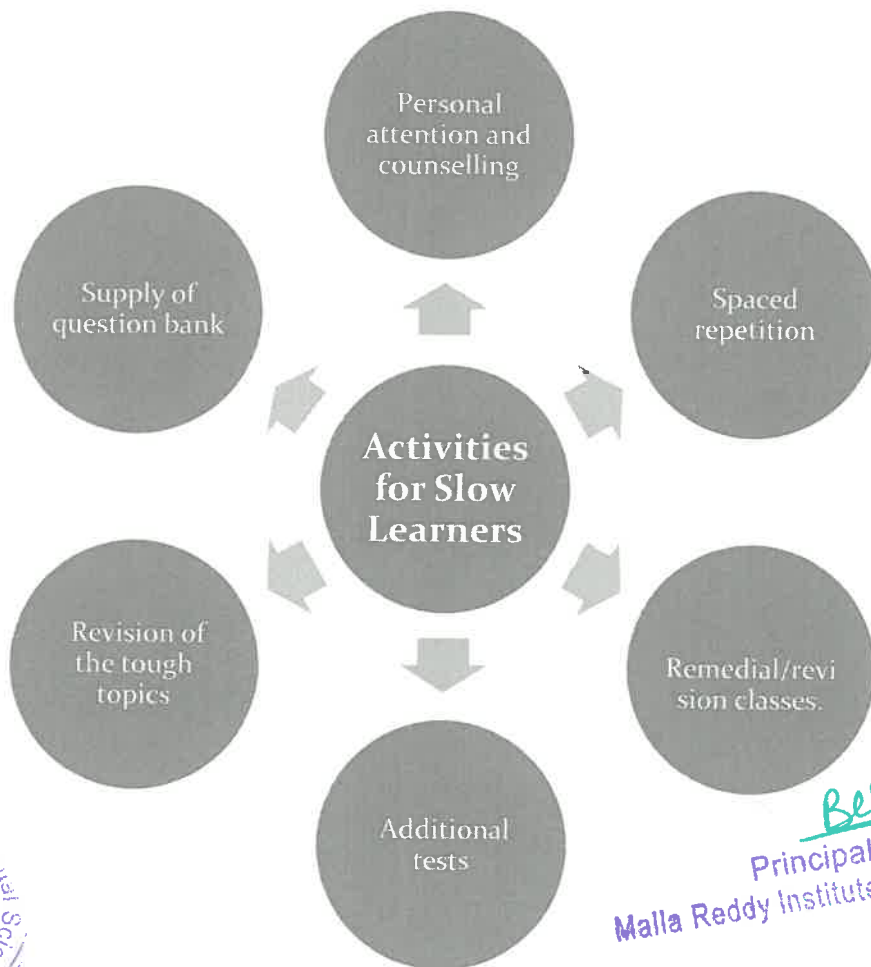 Personal
attention and
counselling
Supply of
question bank
Spaced
repetition
Activities
for Slow
Learners
Revision of
the tough
topics
Remedial/revi
sion classes.
Additional
tests
Principal
Malla Reddy Institute